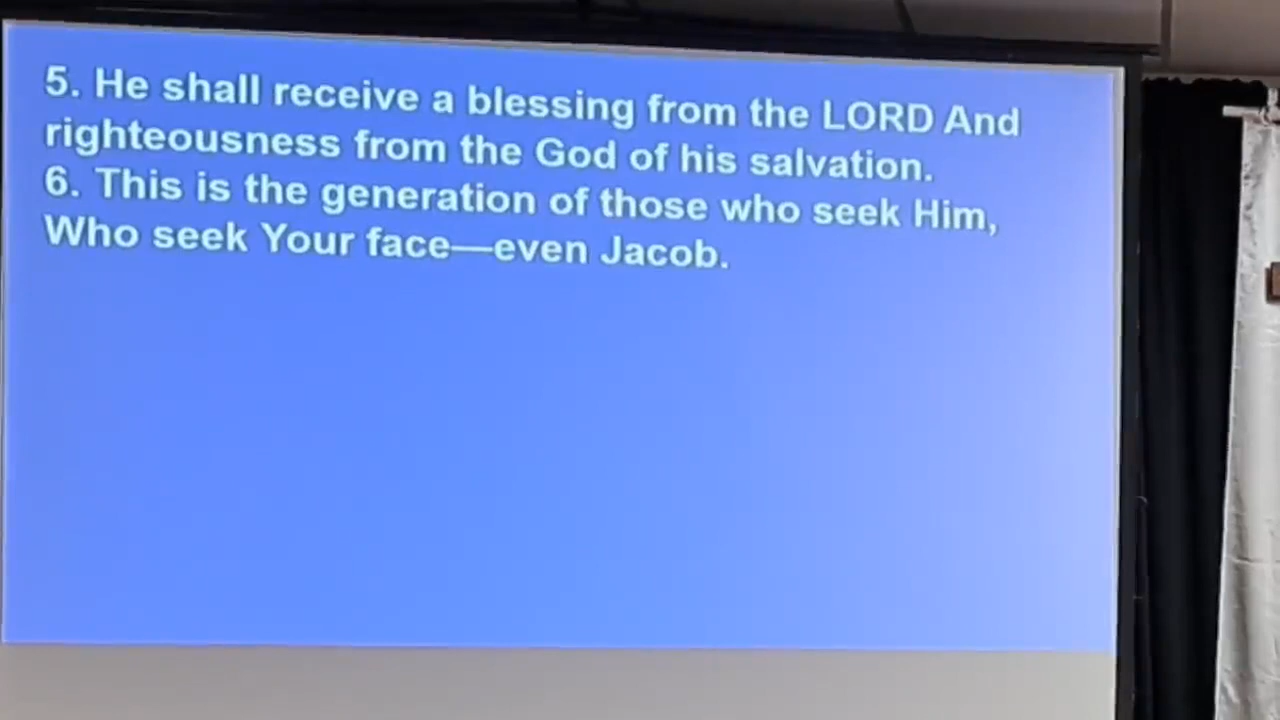 5. He shall receive a blessing from the LORD And
righteousness from the God of his salvation.
6. This is the generation of those who seek Him,
Who seek Your face—even Jacob.